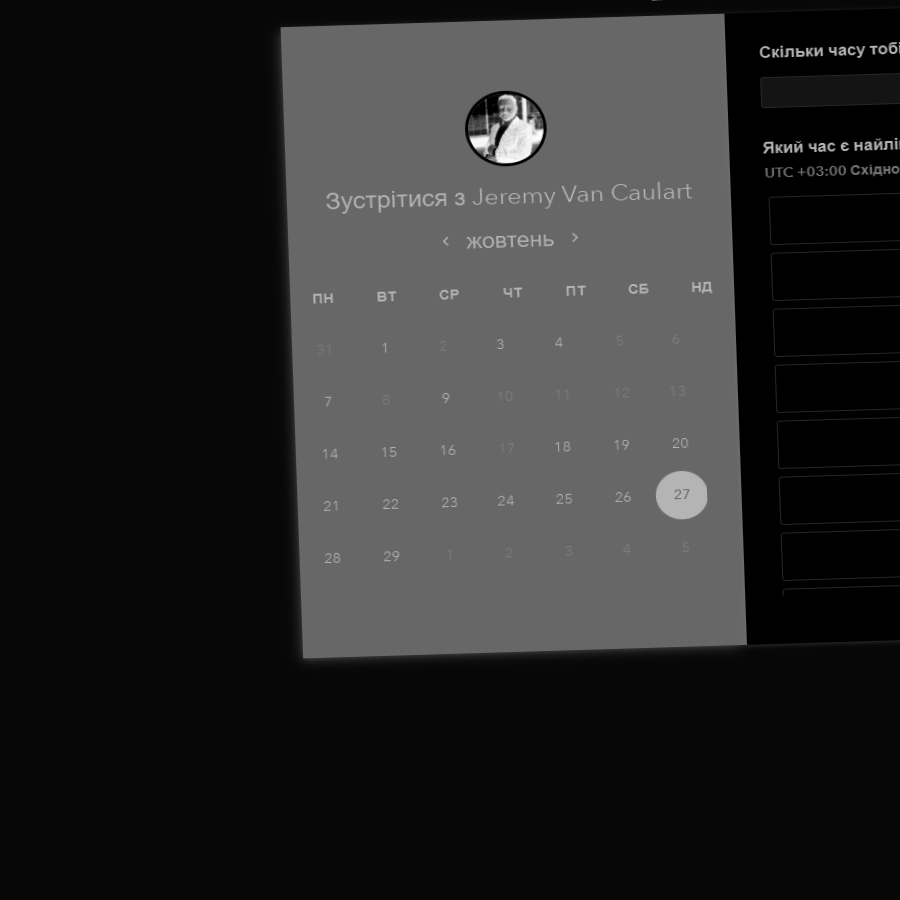 Зустрітися з Jeremy Van Caulart
‹ жовтень ›
ПН ВТ СР ЧТ ПТ СБ НД
31 1 2 3 4 5 6
7 8 9 10 11 12 13
14 15 16 17 18 19 20
21 22 23 24 25 26 27
28 29 1 2 3 4 5
Скільки часу тобі
Який час є найлі
UTC +03:00 Східно